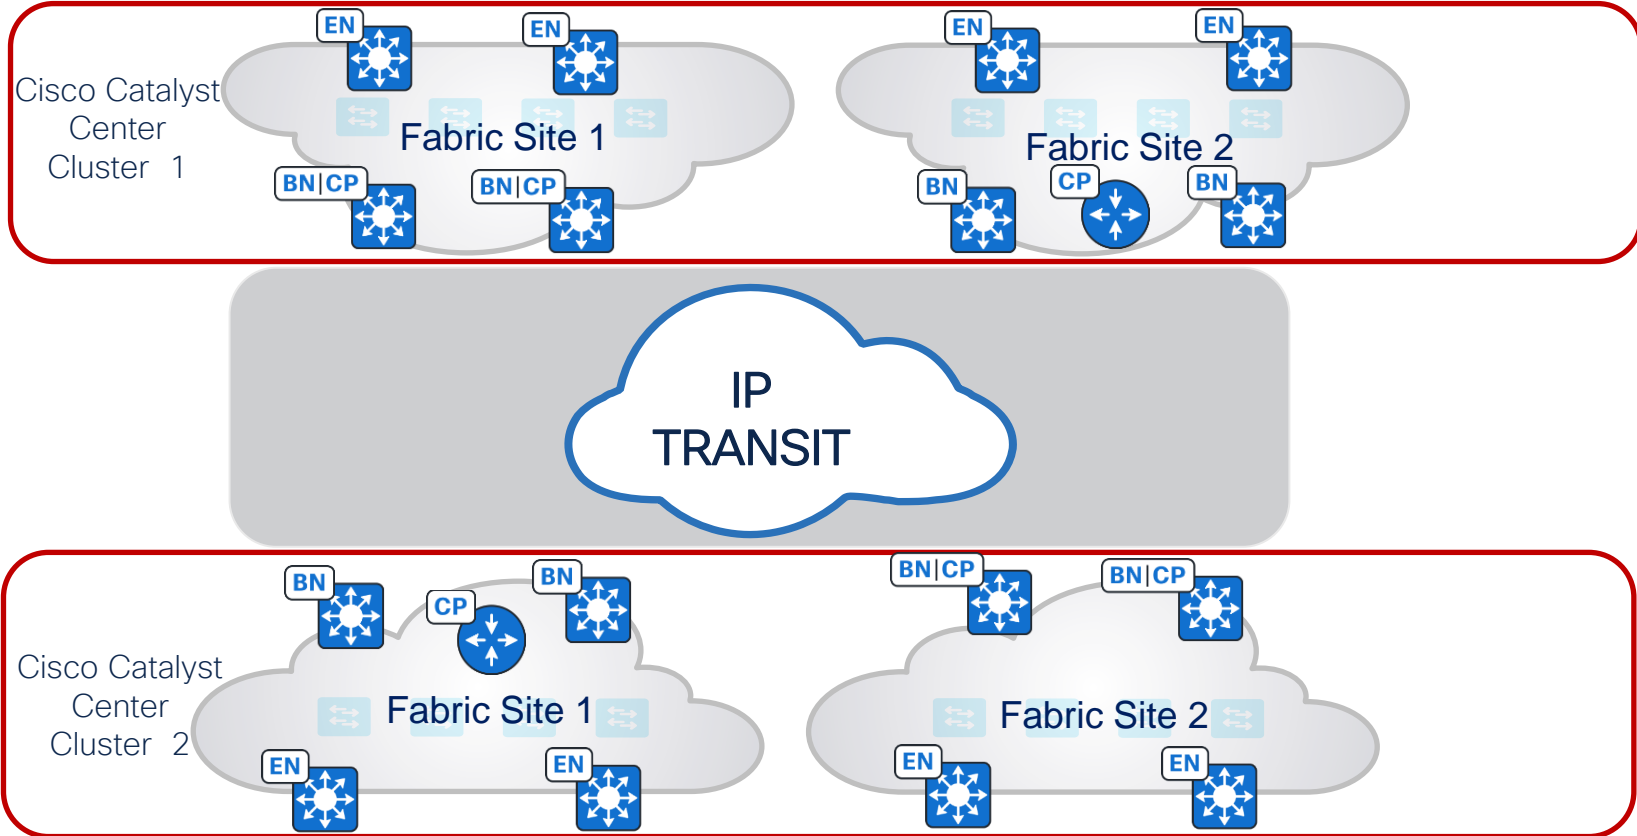 EN
EN
EN
EN
Cisco Catalyst
Center
Cluster 1
Fabric Site 1
Fabric Site 2
BN|CP
BN|CP
BN
CP
BN
IP
TRANSIT
BN
CP
BN
BN|CP
BN|CP
Cisco Catalyst
Center
Cluster 2
Fabric Site 1
Fabric Site 2
EN
EN
EN
EN